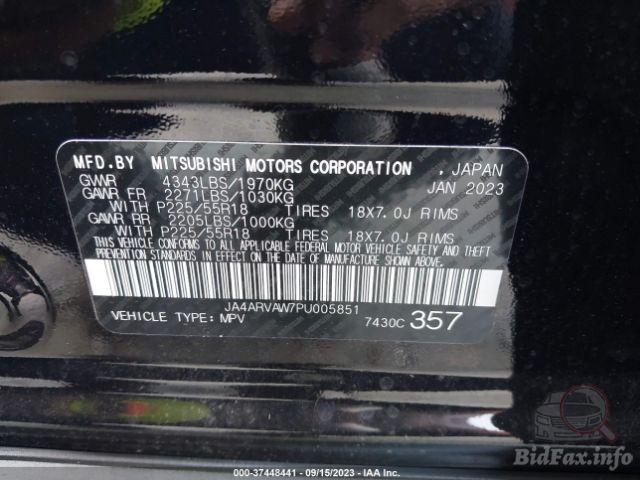 MFD.BY MITSUBISHI MOTORS CORPORATION , JAPAN
GVWR 4343LBS/1970KG JAN 2023
GAWR FR 2271LBS/1030KG
WITH P225/55R18 TIRES 18X7.0J RIMS
GAWR RR 2205LBS/1000KG
WITH P225/55R18 TIRES 18X7.0J RIMS
THIS VEHICLE CONFORMS TO ALL APPLICABLE FEDERAL MOTOR VEHICLE SAFETY AND THEFT
PREVENTION STANDARDS IN EFFECT ON THE DATE OF MANUFACTURE SHOWN ABOVE.
JA4ARVAW7PU005851
VEHICLE TYPE: MPV 7430C 357
BidFax.info
0-37448441 - 09/15/2023 - IAA Inc.